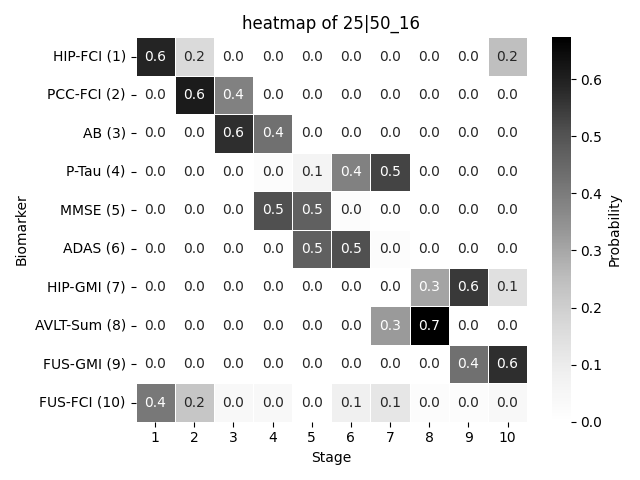 heatmap of 25|50_16
HIP-FCI (1) 0.6 0.2 0.0 0.0 0.0 0.0 0.0 0.0 0.0 0.2
PCC-FCI (2) 0.0 0.6 0.4 0.0 0.0 0.0 0.0 0.0 0.0 0.0
AB (3) 0.0 0.0 0.6 0.4 0.0 0.0 0.0 0.0 0.0 0.0
P-Tau (4) 0.0 0.0 0.0 0.0 0.1 0.4 0.5 0.0 0.0 0.0
MMSE (5) 0.0 0.0 0.0 0.5 0.5 0.0 0.0 0.0 0.0 0.0
ADAS (6) 0.0 0.0 0.0 0.0 0.5 0.5 0.0 0.0 0.0 0.0
HIP-GMI (7) 0.0 0.0 0.0 0.0 0.0 0.0 0.0 0.3 0.6 0.1
AVLT-Sum (8) 0.0 0.0 0.0 0.0 0.0 0.0 0.3 0.7 0.0 0.0
FUS-GMI (9) 0.0 0.0 0.0 0.0 0.0 0.0 0.0 0.0 0.4 0.6
FUS-FCI (10) 0.4 0.2 0.0 0.0 0.0 0.1 0.1 0.0 0.0 0.0
1 2 3 4 5 6 7 8 9 10
Stage
Biomarker
0.6
0.5
0.4
0.3
0.2
0.1
0.0
Probability